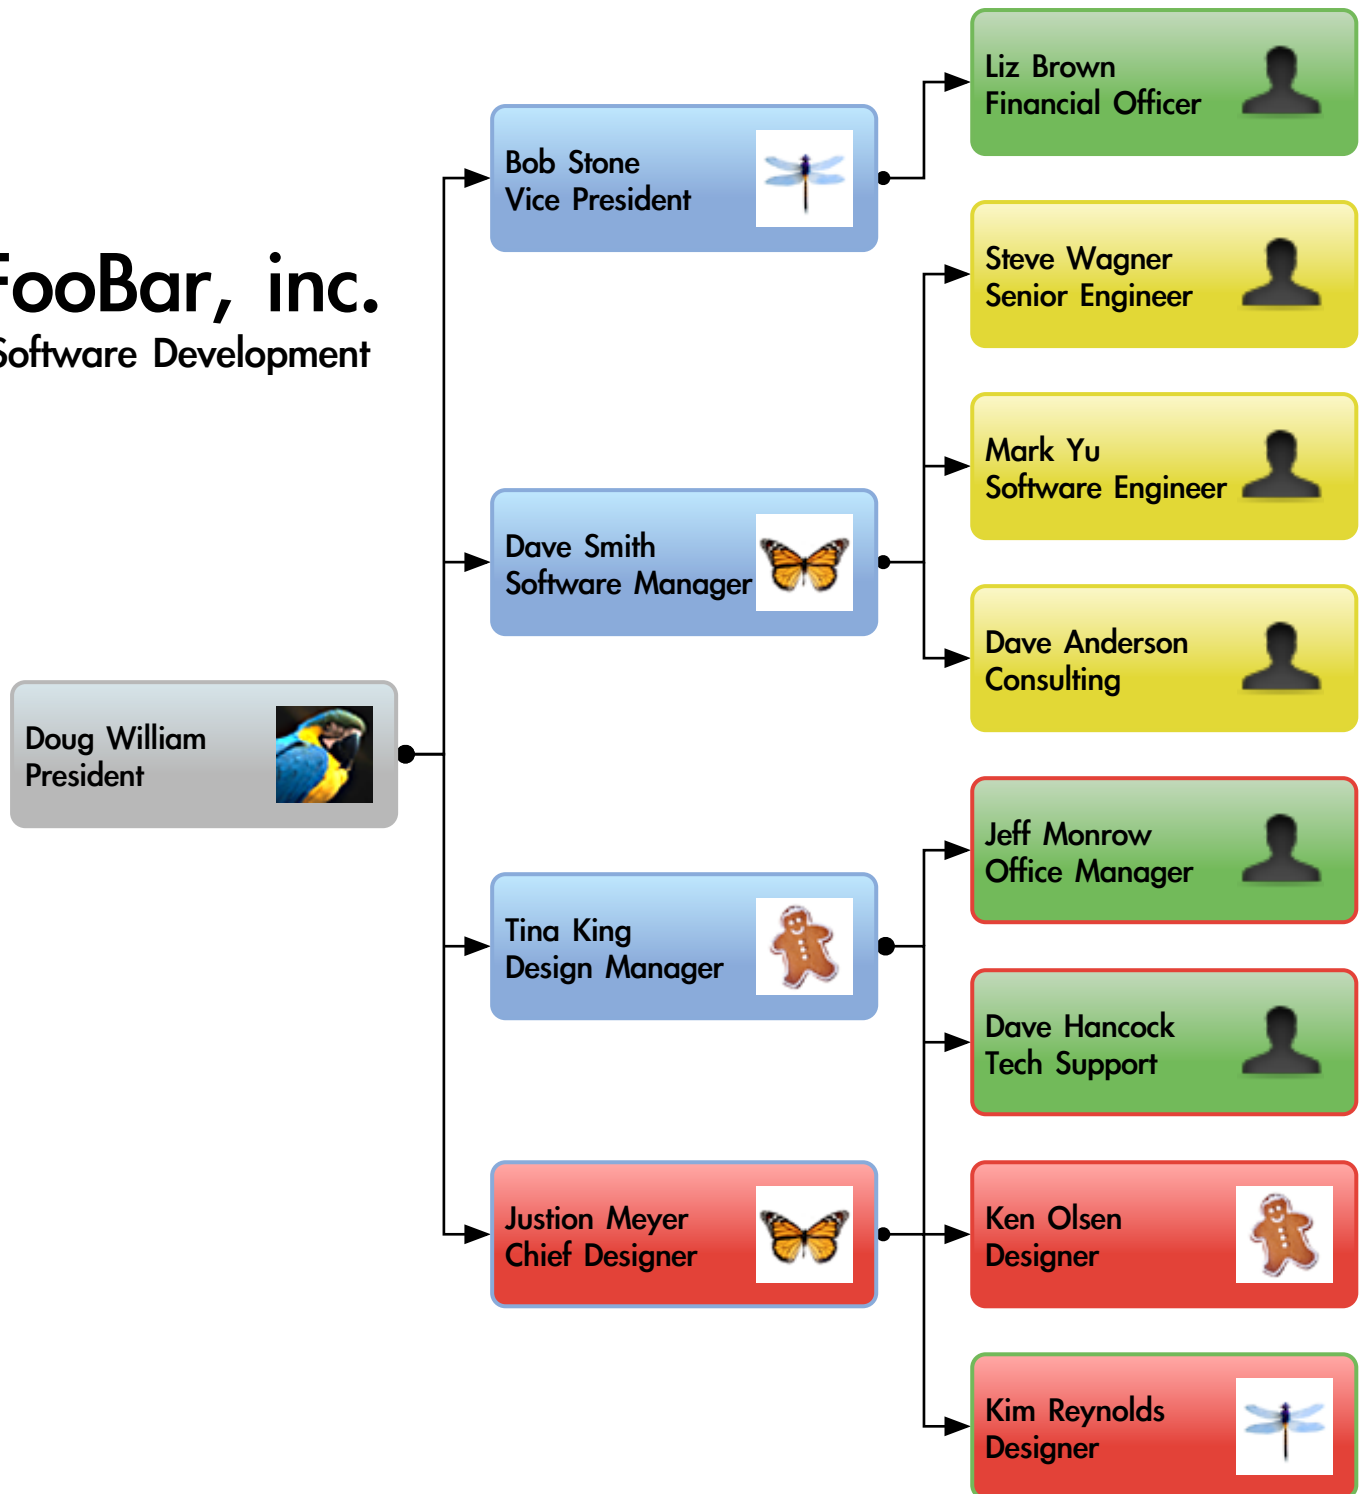 FooBar, inc.
Software Development
Doug William
President
Bob Stone
Vice President
Dave Smith
Software Manager
Tina King
Design Manager
Justion Meyer
Chief Designer
Liz Brown
Financial Officer
Steve Wagner
Senior Engineer
Mark Yu
Software Engineer
Dave Anderson
Consulting
Jeff Monrow
Office Manager
Dave Hancock
Tech Support
Ken Olsen
Designer
Kim Reynolds
Designer